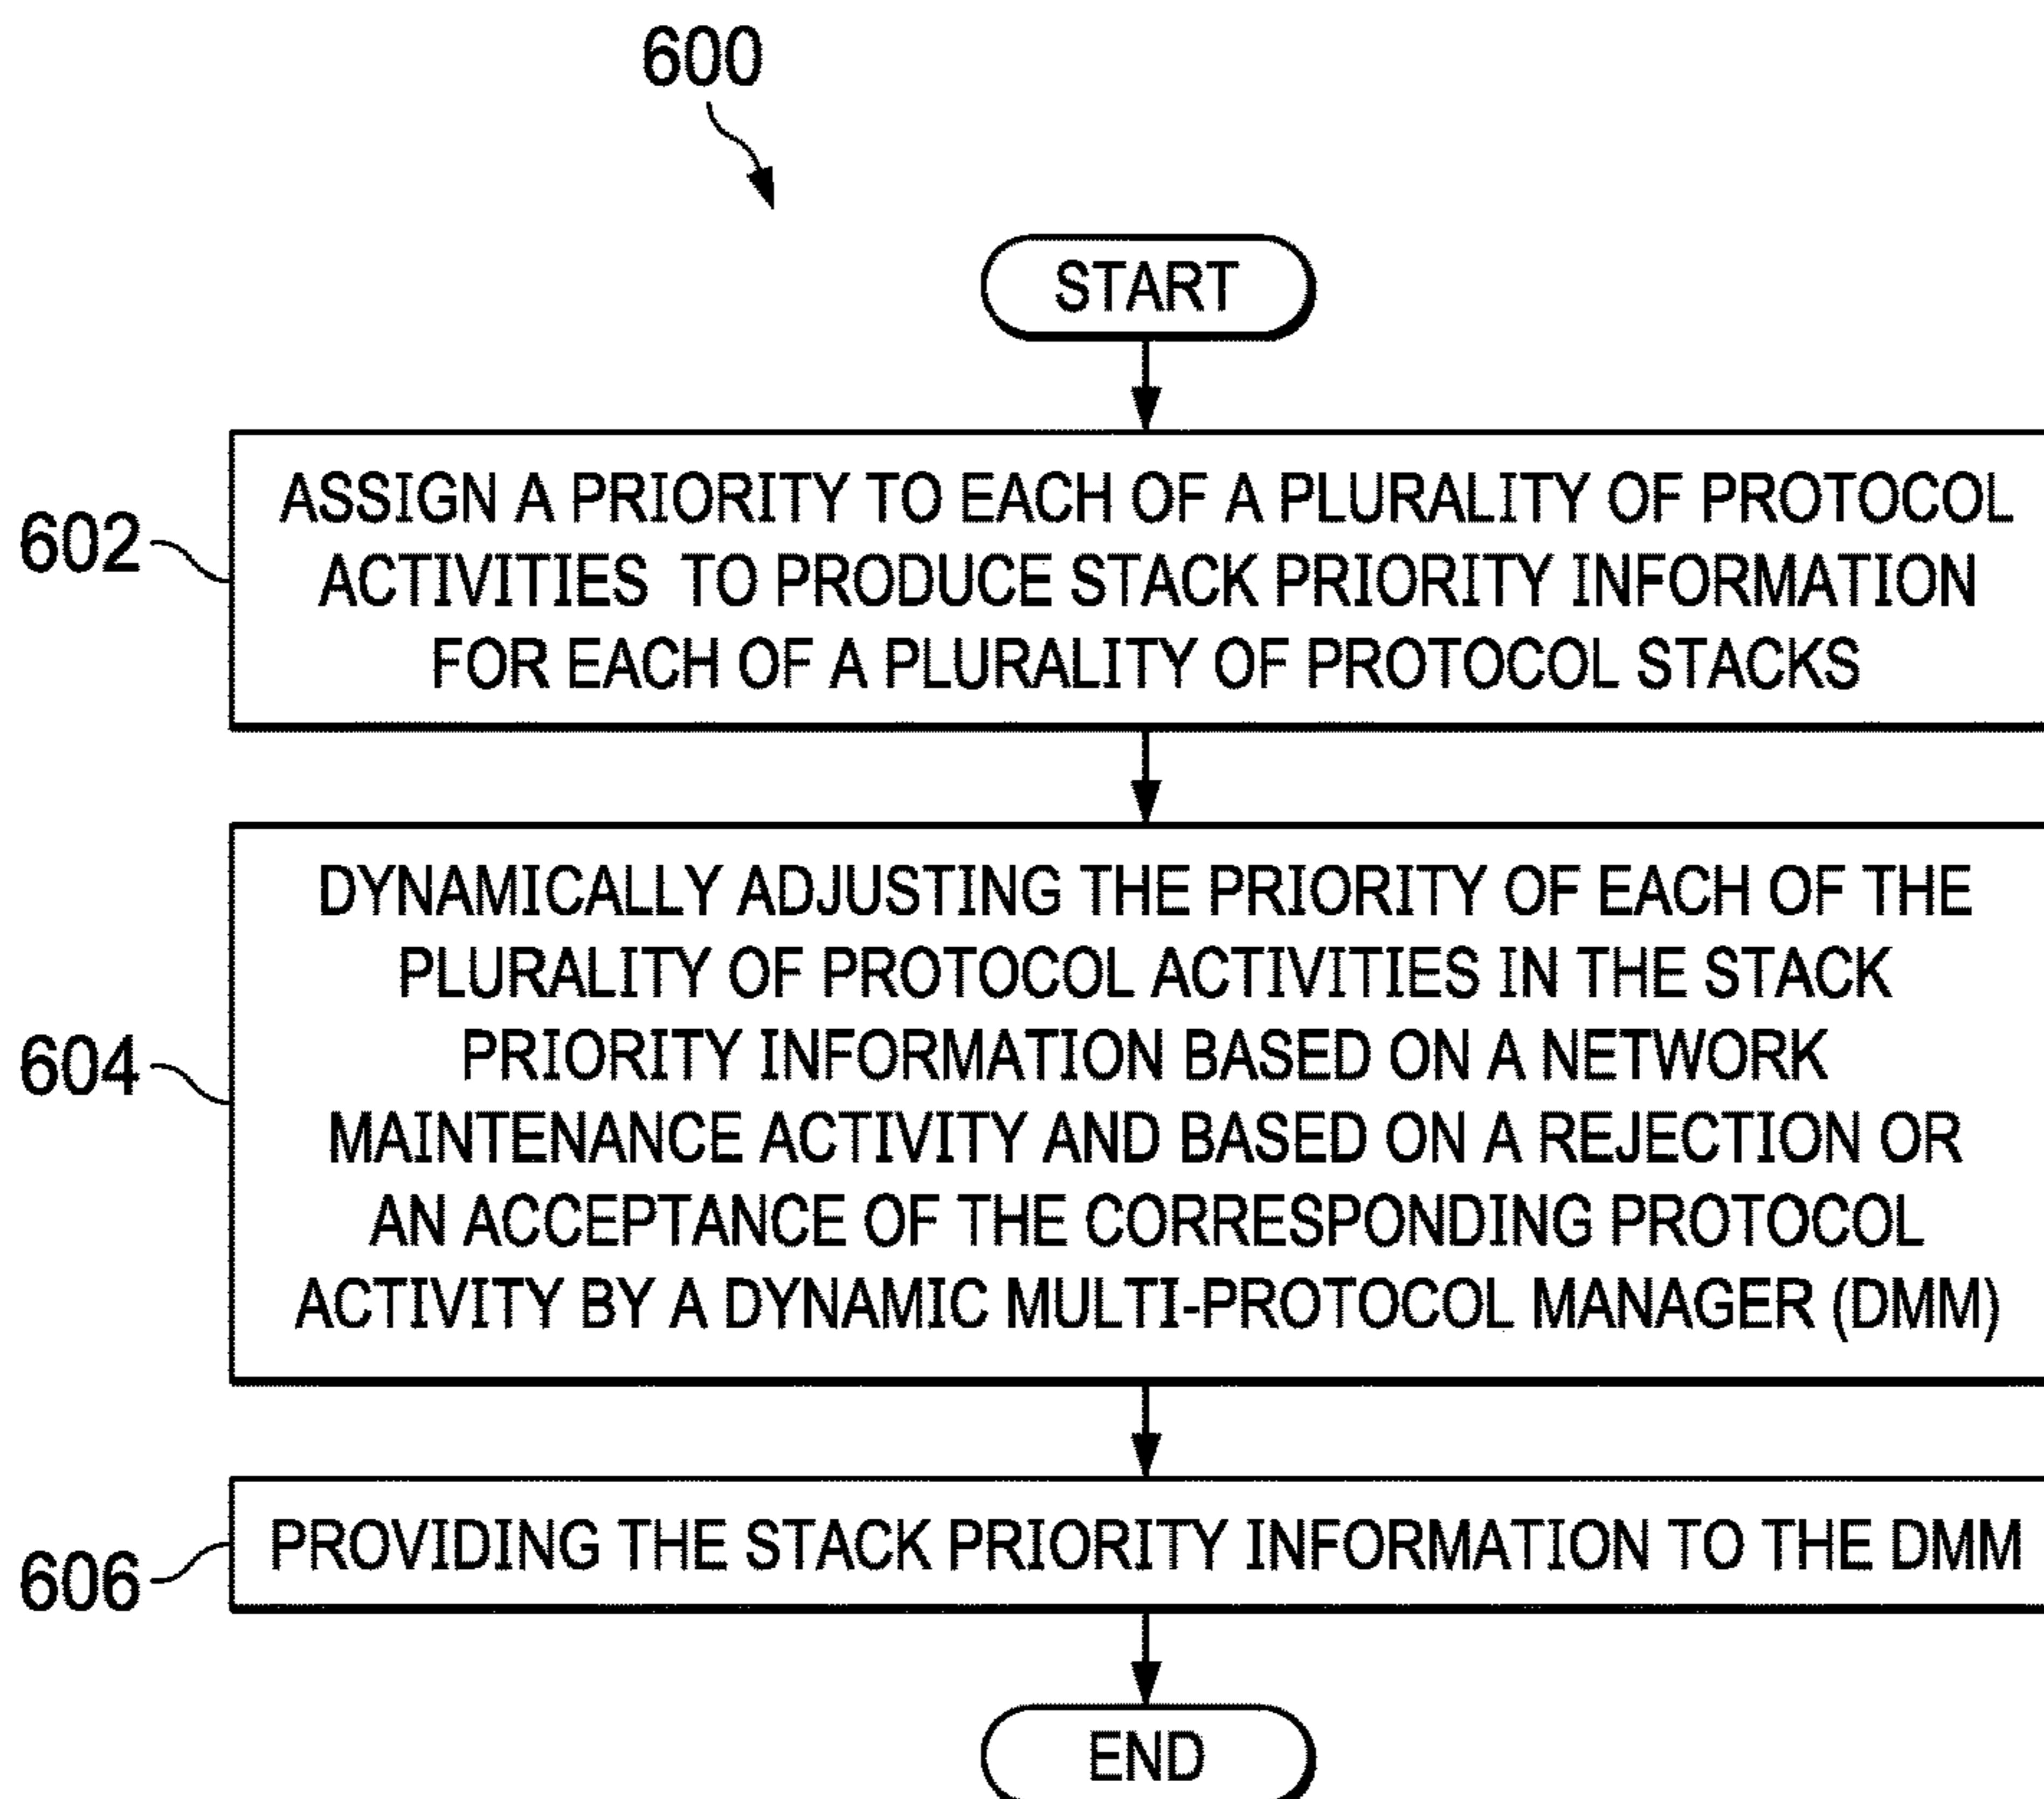 600
START
602
ASSIGN A PRIORITY TO EACH OF A PLURALITY OF PROTOCOL
ACTIVITIES TO PRODUCE STACK PRIORITY INFORMATION
FOR EACH OF A PLURALITY OF PROTOCOL STACKS
604
DYNAMICALLY ADJUSTING THE PRIORITY OF EACH OF THE
PLURALITY OF PROTOCOL ACTIVITIES IN THE STACK
PRIORITY INFORMATION BASED ON A NETWORK
MAINTENANCE ACTIVITY AND BASED ON A REJECTION OR
AN ACCEPTANCE OF THE CORRESPONDING PROTOCOL
ACTIVITY BY A DYNAMIC MULTI-PROTOCOL MANAGER (DMM)
606
PROVIDING THE STACK PRIORITY INFORMATION TO THE DMM
END